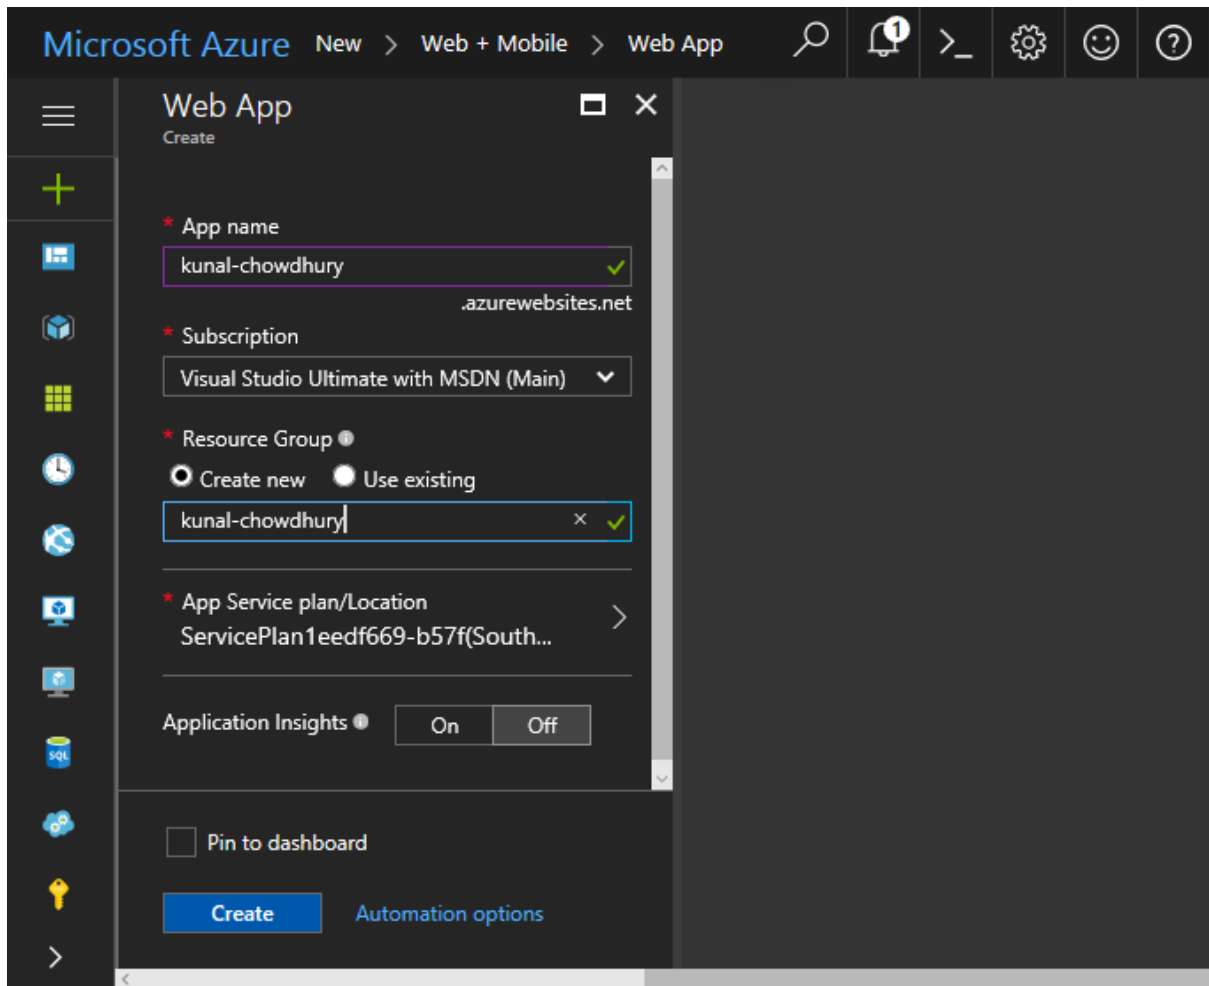 Microsoft Azure New > Web + Mobile > Web App
1
Web App
Create
* App name
kunal-chowdhury
.azurewebsites.net
* Subscription
Visual Studio Ultimate with MSDN (Main)
* Resource Group
Create new Use existing
kunal-chowdhury
* App Service plan/Location
ServicePlan1eedf669-b57f(South...
Application Insights On Off
SQL
Pin to dashboard
Create Automation options